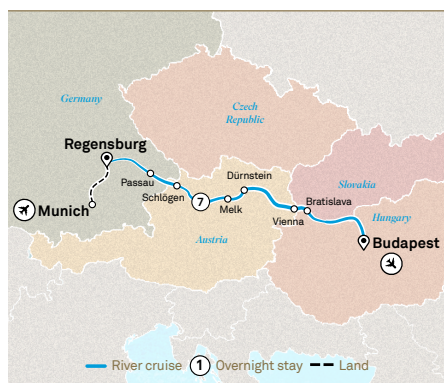 Germany
Czech
Republic
Regensburg
Dürnstein
Passau
Slovakia
Schlögen
7
Bratislava
Munich
Melk
Hungary
Vienna
Austria
Budapest
River cruise
1
Overnight stay
Land